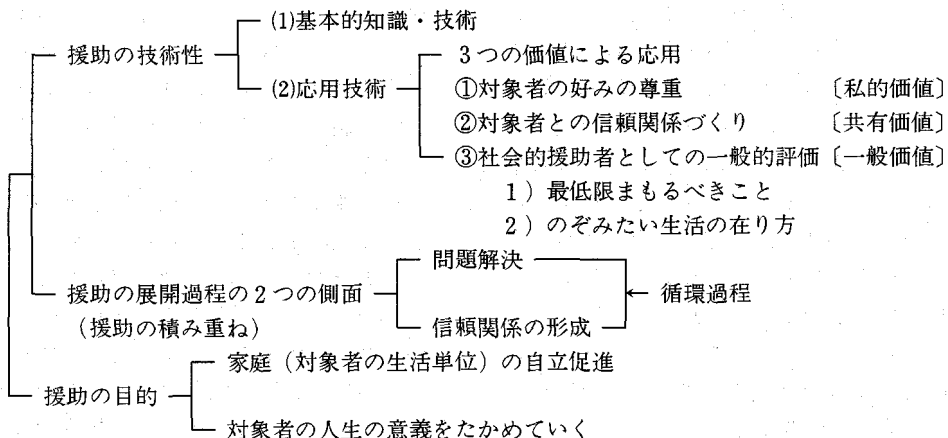 (1)基本的知識・技術
援助の技術性
3つの価値による応用
(2)応用技術
①対象者の好みの尊重 〔私的価値〕
②対象者との信頼関係づくり 〔共有価値〕
③社会的援助者としての一般的評価〔一般価値〕
1）最低限まもるべきこと
2）のぞみたい生活の在り方
問題解決
援助の展開過程の2つの側面
循環過程
（援助の積み重ね）
信頼関係の形成
家庭（対象者の生活単位）の自立促進
援助の目的
対象者の人生の意義をたかめていく